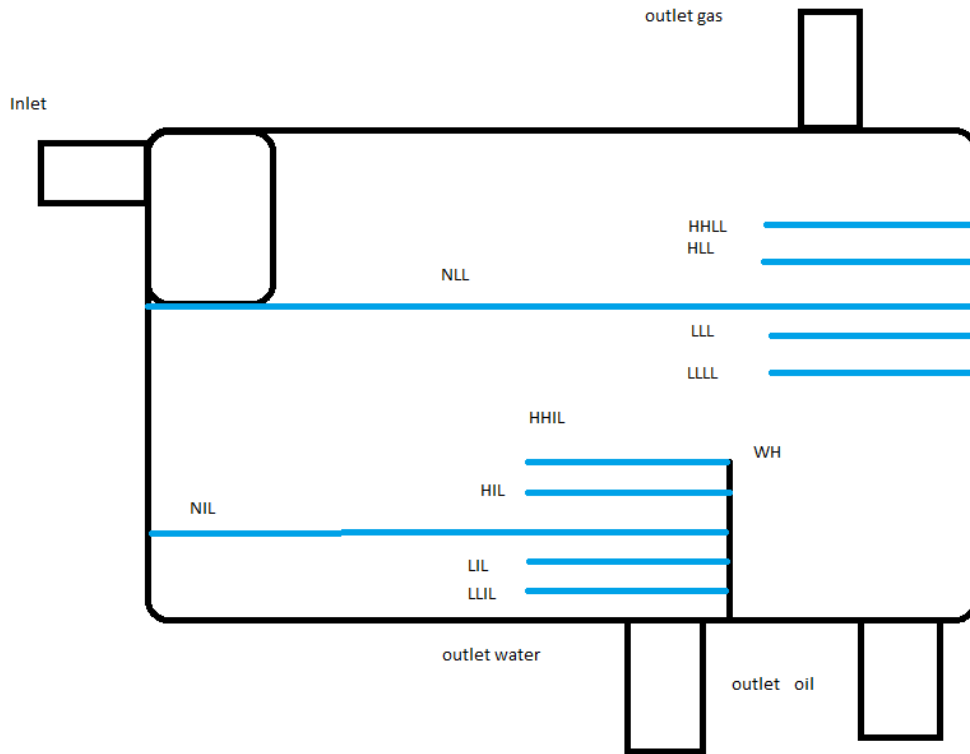 outlet gas
Inlet
HHLL
HLL
NLL
LLL
LLLL
HHIL
WH
HIL
NIL
LIL
LLIL
outlet water
outlet oil